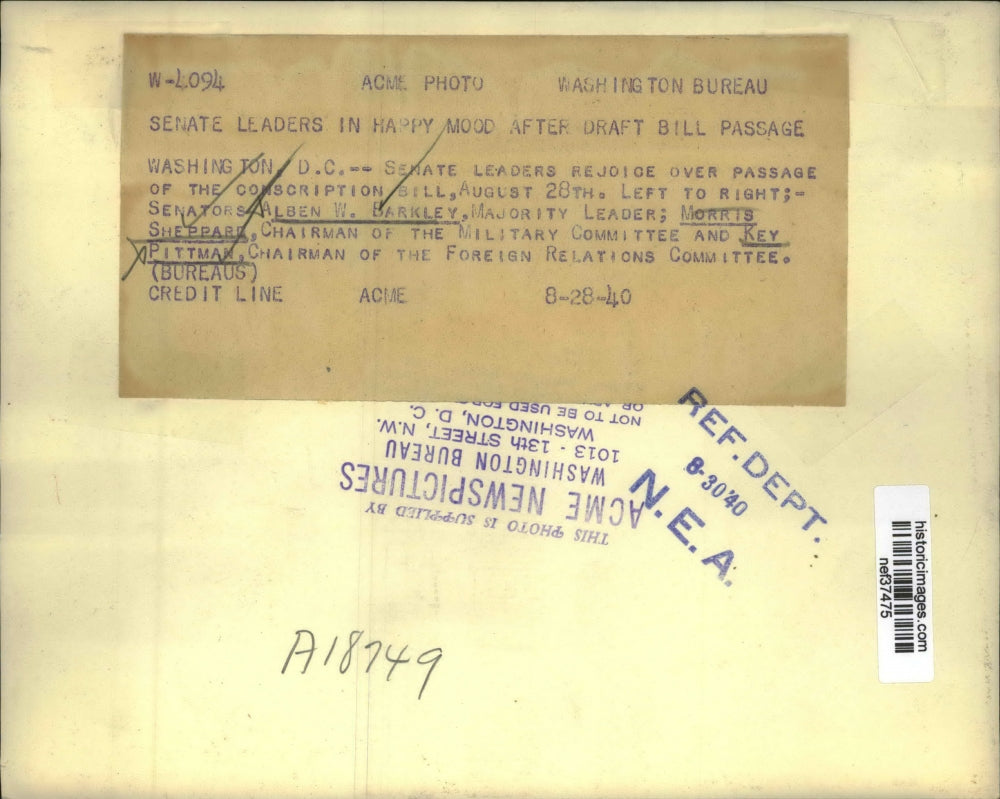 W-4094 ACME PHOTO WASHINGTON BUREAU
SENATE LEADERS IN HAPPY MOOD AFTER DRAFT BILL PASSAGE
WASHINGTON, D.C.-- SENATE LEADERS REJOICE OVER PASSAGE
OF THE CONSCRIPTION BILL, AUGUST 28TH. LEFT TO RIGHT;-
SENATORS ALBEN W. BARKLEY, MAJORITY LEADER; MORRIS
SHEPPARD, CHAIRMAN OF THE MILITARY COMMITTEE AND KEY
PITTMAN, CHAIRMAN OF THE FOREIGN RELATIONS COMMITTEE.
(BUREAUS)
CREDIT LINE ACME 8-28-40
THIS PHOTO IS SUPPLIED BY
ACME NEWSPICTURES
WASHINGTON BUREAU
1013 - 13th STREET, N.W.
WASHINGTON, D. C.
NOT TO BE USED
OR
REF. DEPT.
8-30 40
N. E. A.
historicimages.com
nef37475
A18749